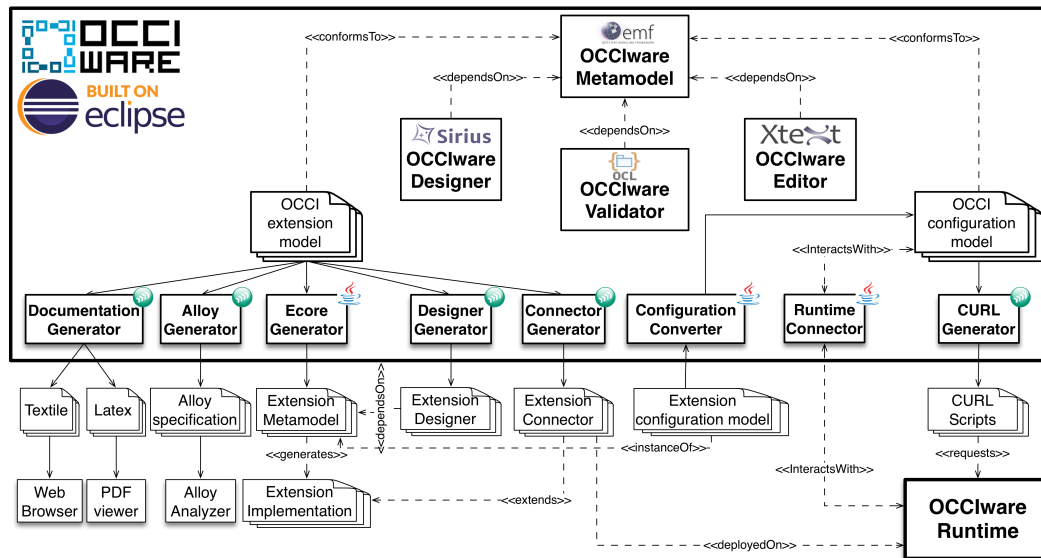 OCCI
WARE
BUILT ON
eclipse
<<conformsTo>>
emf
OCCIware
Metamodel
<<conformsTo>>
<<dependsOn>>
<<dependsOn>>
<<dependsOn>>
Sirius
OCCIware
Designer
OCL
OCCIware
Validator
Xtext
OCCIware
Editor
OCCI
extension
model
OCCI
configuration
model
<<InteractsWith>>
Documentation
Generator
Alloy
Generator
Ecore
Generator
Designer
Generator
Connector
Generator
Configuration
Converter
Runtime
Connector
CURL
Generator
Textile
Latex
Alloy
specification
Extension
Metamodel
<<dependsOn>>
Extension
Designer
Extension
Connector
Extension
configuration model
CURL
Scripts
<<generates>>
<<instanceOf>>
<<requests>>
<<InteractsWith>>
Web
Browser
PDF
viewer
Alloy
Analyzer
Extension
Implementation
<<extends>>
OCCIware
Runtime
<<deployedOn>>